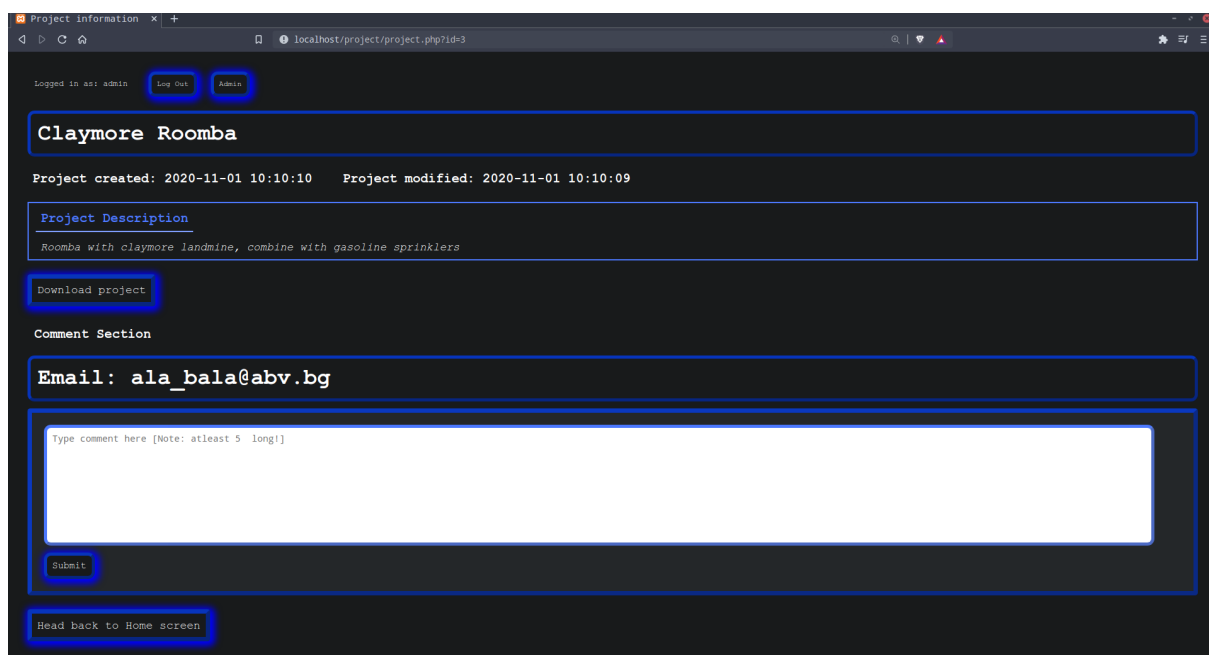 Project information × +
localhost/project/project.php?id=3
Logged in as: admin Log Out Admin
Claymore Roomba
Project created: 2020-11-01 10:10:10 Project modified: 2020-11-01 10:10:09
Project Description
Roomba with claymore landmine, combine with gasoline sprinklers
Download project
Comment Section
Email: ala_bala@abv.bg
Type comment here [Note: atleast 5 long!]
Submit
Head back to Home screen